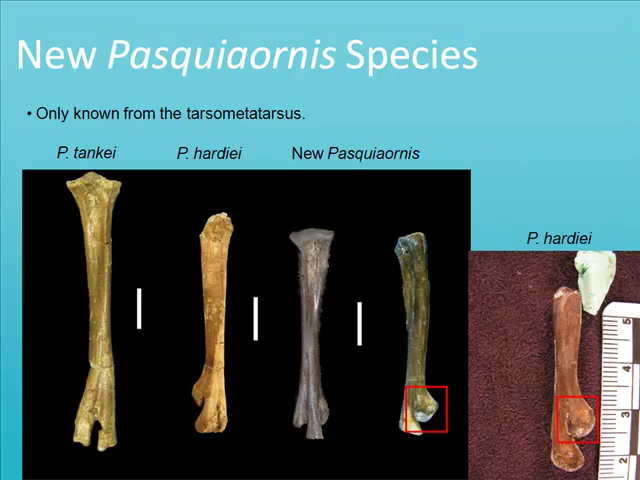 New Pasquiaornis Species
• Only known from the tarsometatarsus.
P. tankei P. hardiei New Pasquiaornis
P. hardiei
5
4
3
2